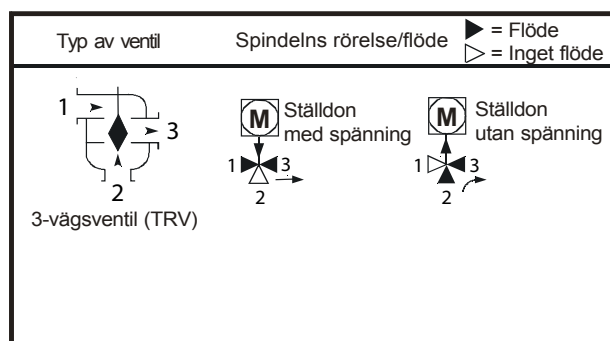 Typ av ventil
Spindelns rörelse/flöde
= Flöde
= Inget flöde
1
3
2
3-vägsventil (TRV)
M
Ställdon
med spänning
1
3
2
M
Ställdon
utan spänning
1
3
2